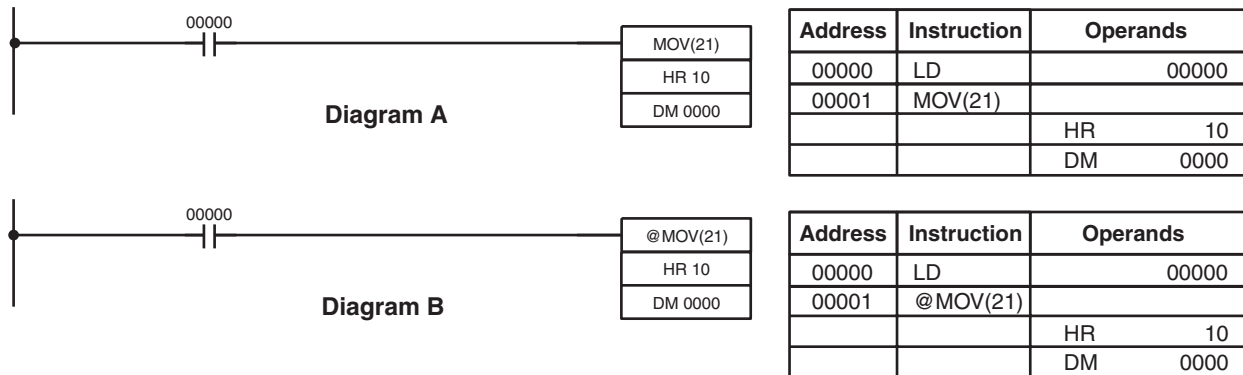 00000
MOV(21)
HR 10
DM 0000
Diagram A
Address Instruction Operands
00000 LD 00000
00001 MOV(21)
HR 10
DM 0000
00000
@MOV(21)
HR 10
DM 0000
Diagram B
Address Instruction Operands
00000 LD 00000
00001 @MOV(21)
HR 10
DM 0000